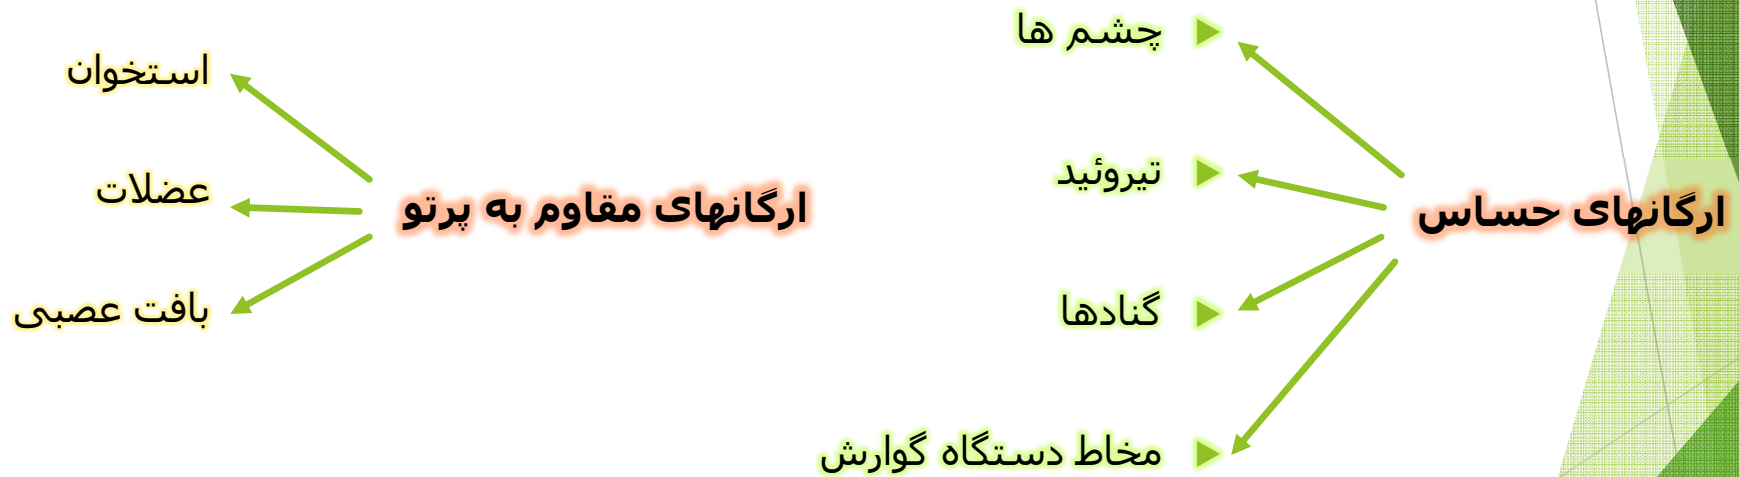 ارگانهای حساس
چشم ها
تیروئید
گنادها
مخاط دستگاه گوارش
ارگانهای مقاوم به پرتو
استخوان
عضلات
بافت عصبی